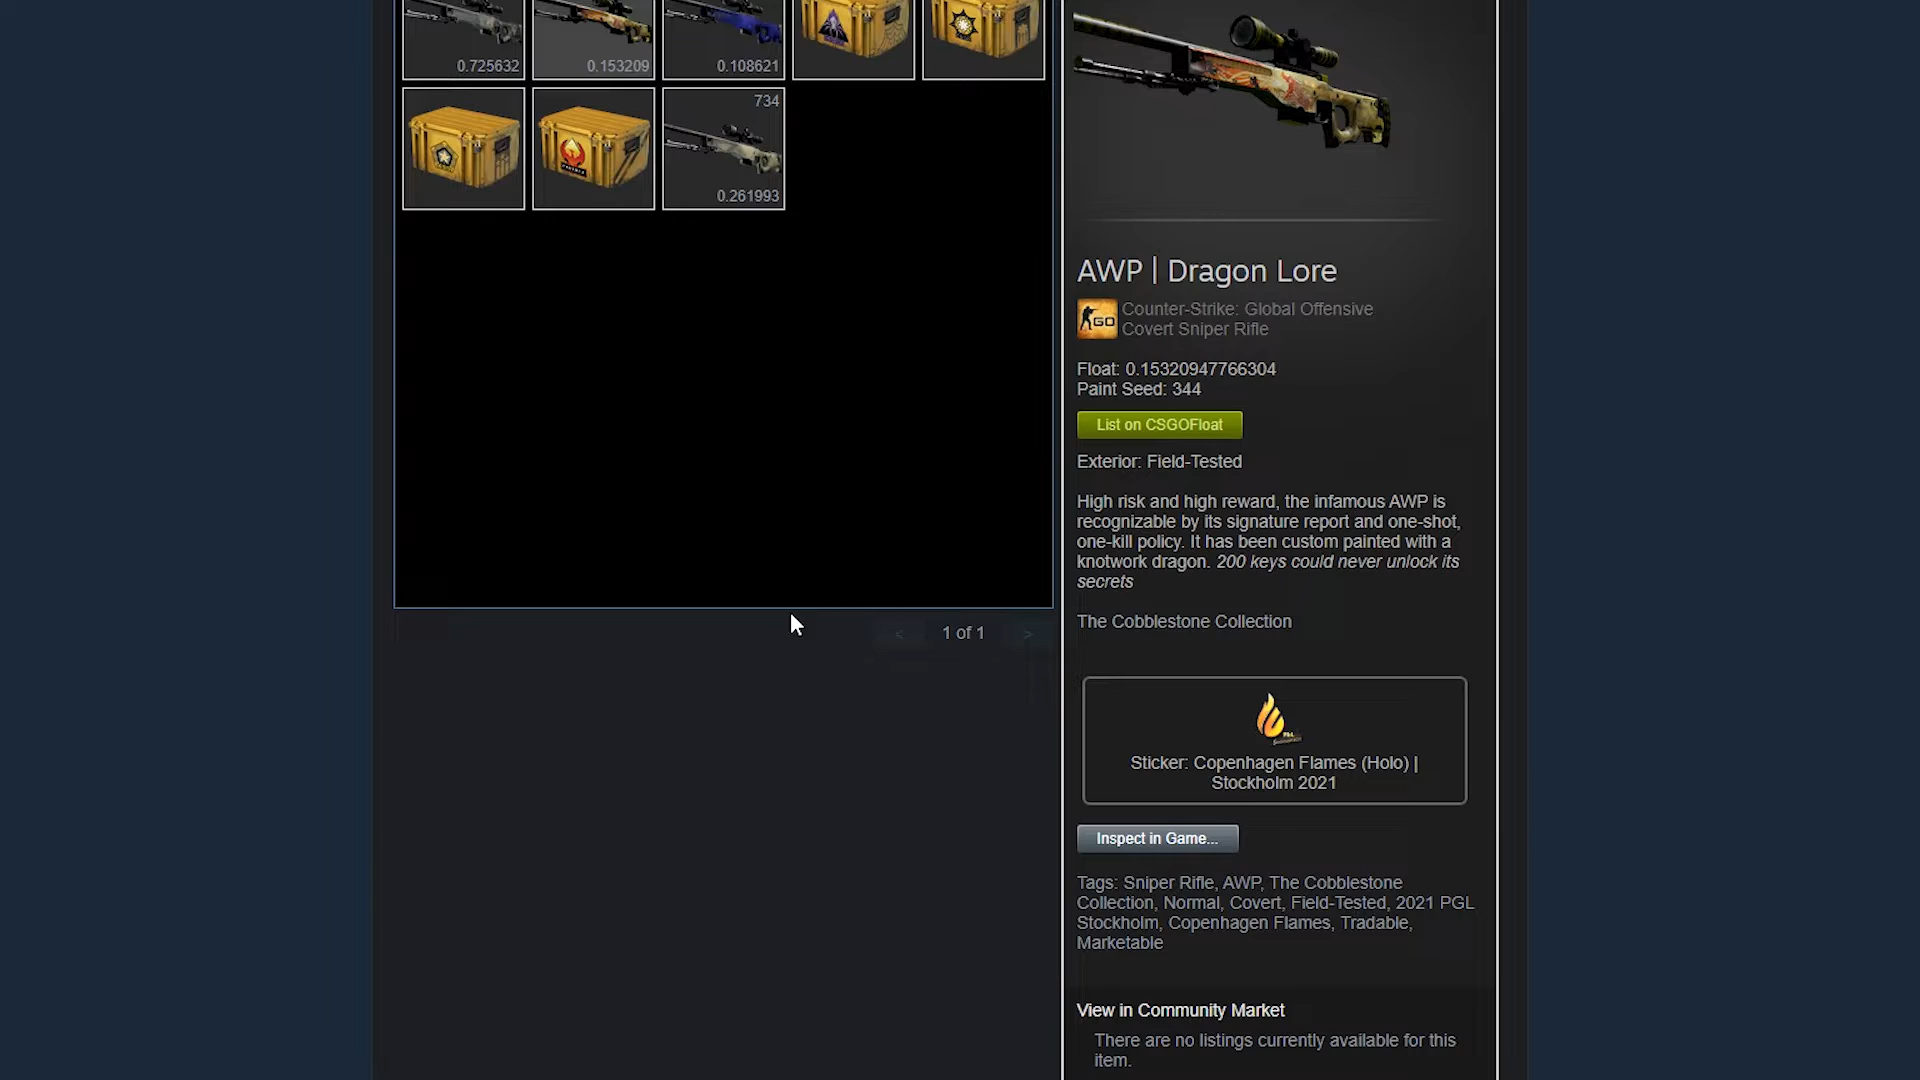 0.725632
0.153209
0.108621
734
0.261993
AWP | Dragon Lore
GO
Counter-Strike: Global Offensive
Covert Sniper Rifle
Float: 0.15320947766304
Paint Seed: 344
List on CSGOFloat
Exterior: Field-Tested
High risk and high reward, the infamous AWP is
recognizable by its signature report and one-shot,
one-kill policy. It has been custom painted with a
knotwork dragon. 200 keys could never unlock its
secrets
The Cobblestone Collection
< 1 of 1 >
Sticker: Copenhagen Flames (Holo) |
Stockholm 2021
Inspect in Game...
Tags: Sniper Rifle, AWP, The Cobblestone
Collection, Normal, Covert, Field-Tested, 2021 PGL
Stockholm, Copenhagen Flames, Tradable,
Marketable
View in Community Market
There are no listings currently available for this
item.